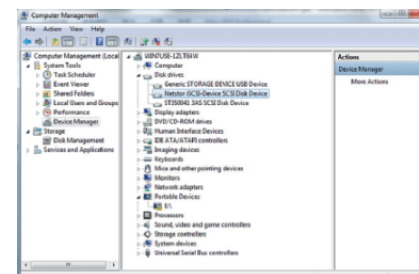 Computer Management
File Action View Help
Computer Management (Local
System Tools
Task Scheduler
Event Viewer
Shared Folders
Local Users and Groups
Performance
Device Manager
Storage
Disk Management
Services and Applications
Computer
Disk drives
Generic STORAGE DEVICE USB Device
Netstor iSCSI-Device SCSI Disk Device
Display adapters
DVD/CD-ROM drives
Human Interface Devices
IDE ATA/ATAPI controllers
Imaging devices
Keyboards
Mice and other pointing devices
Monitors
Network adapters
Portable Devices
E:\
Processors
Sound, video and game controllers
Storage controllers
System devices
Universal Serial Bus controllers
Actions
Device Manager
More Actions